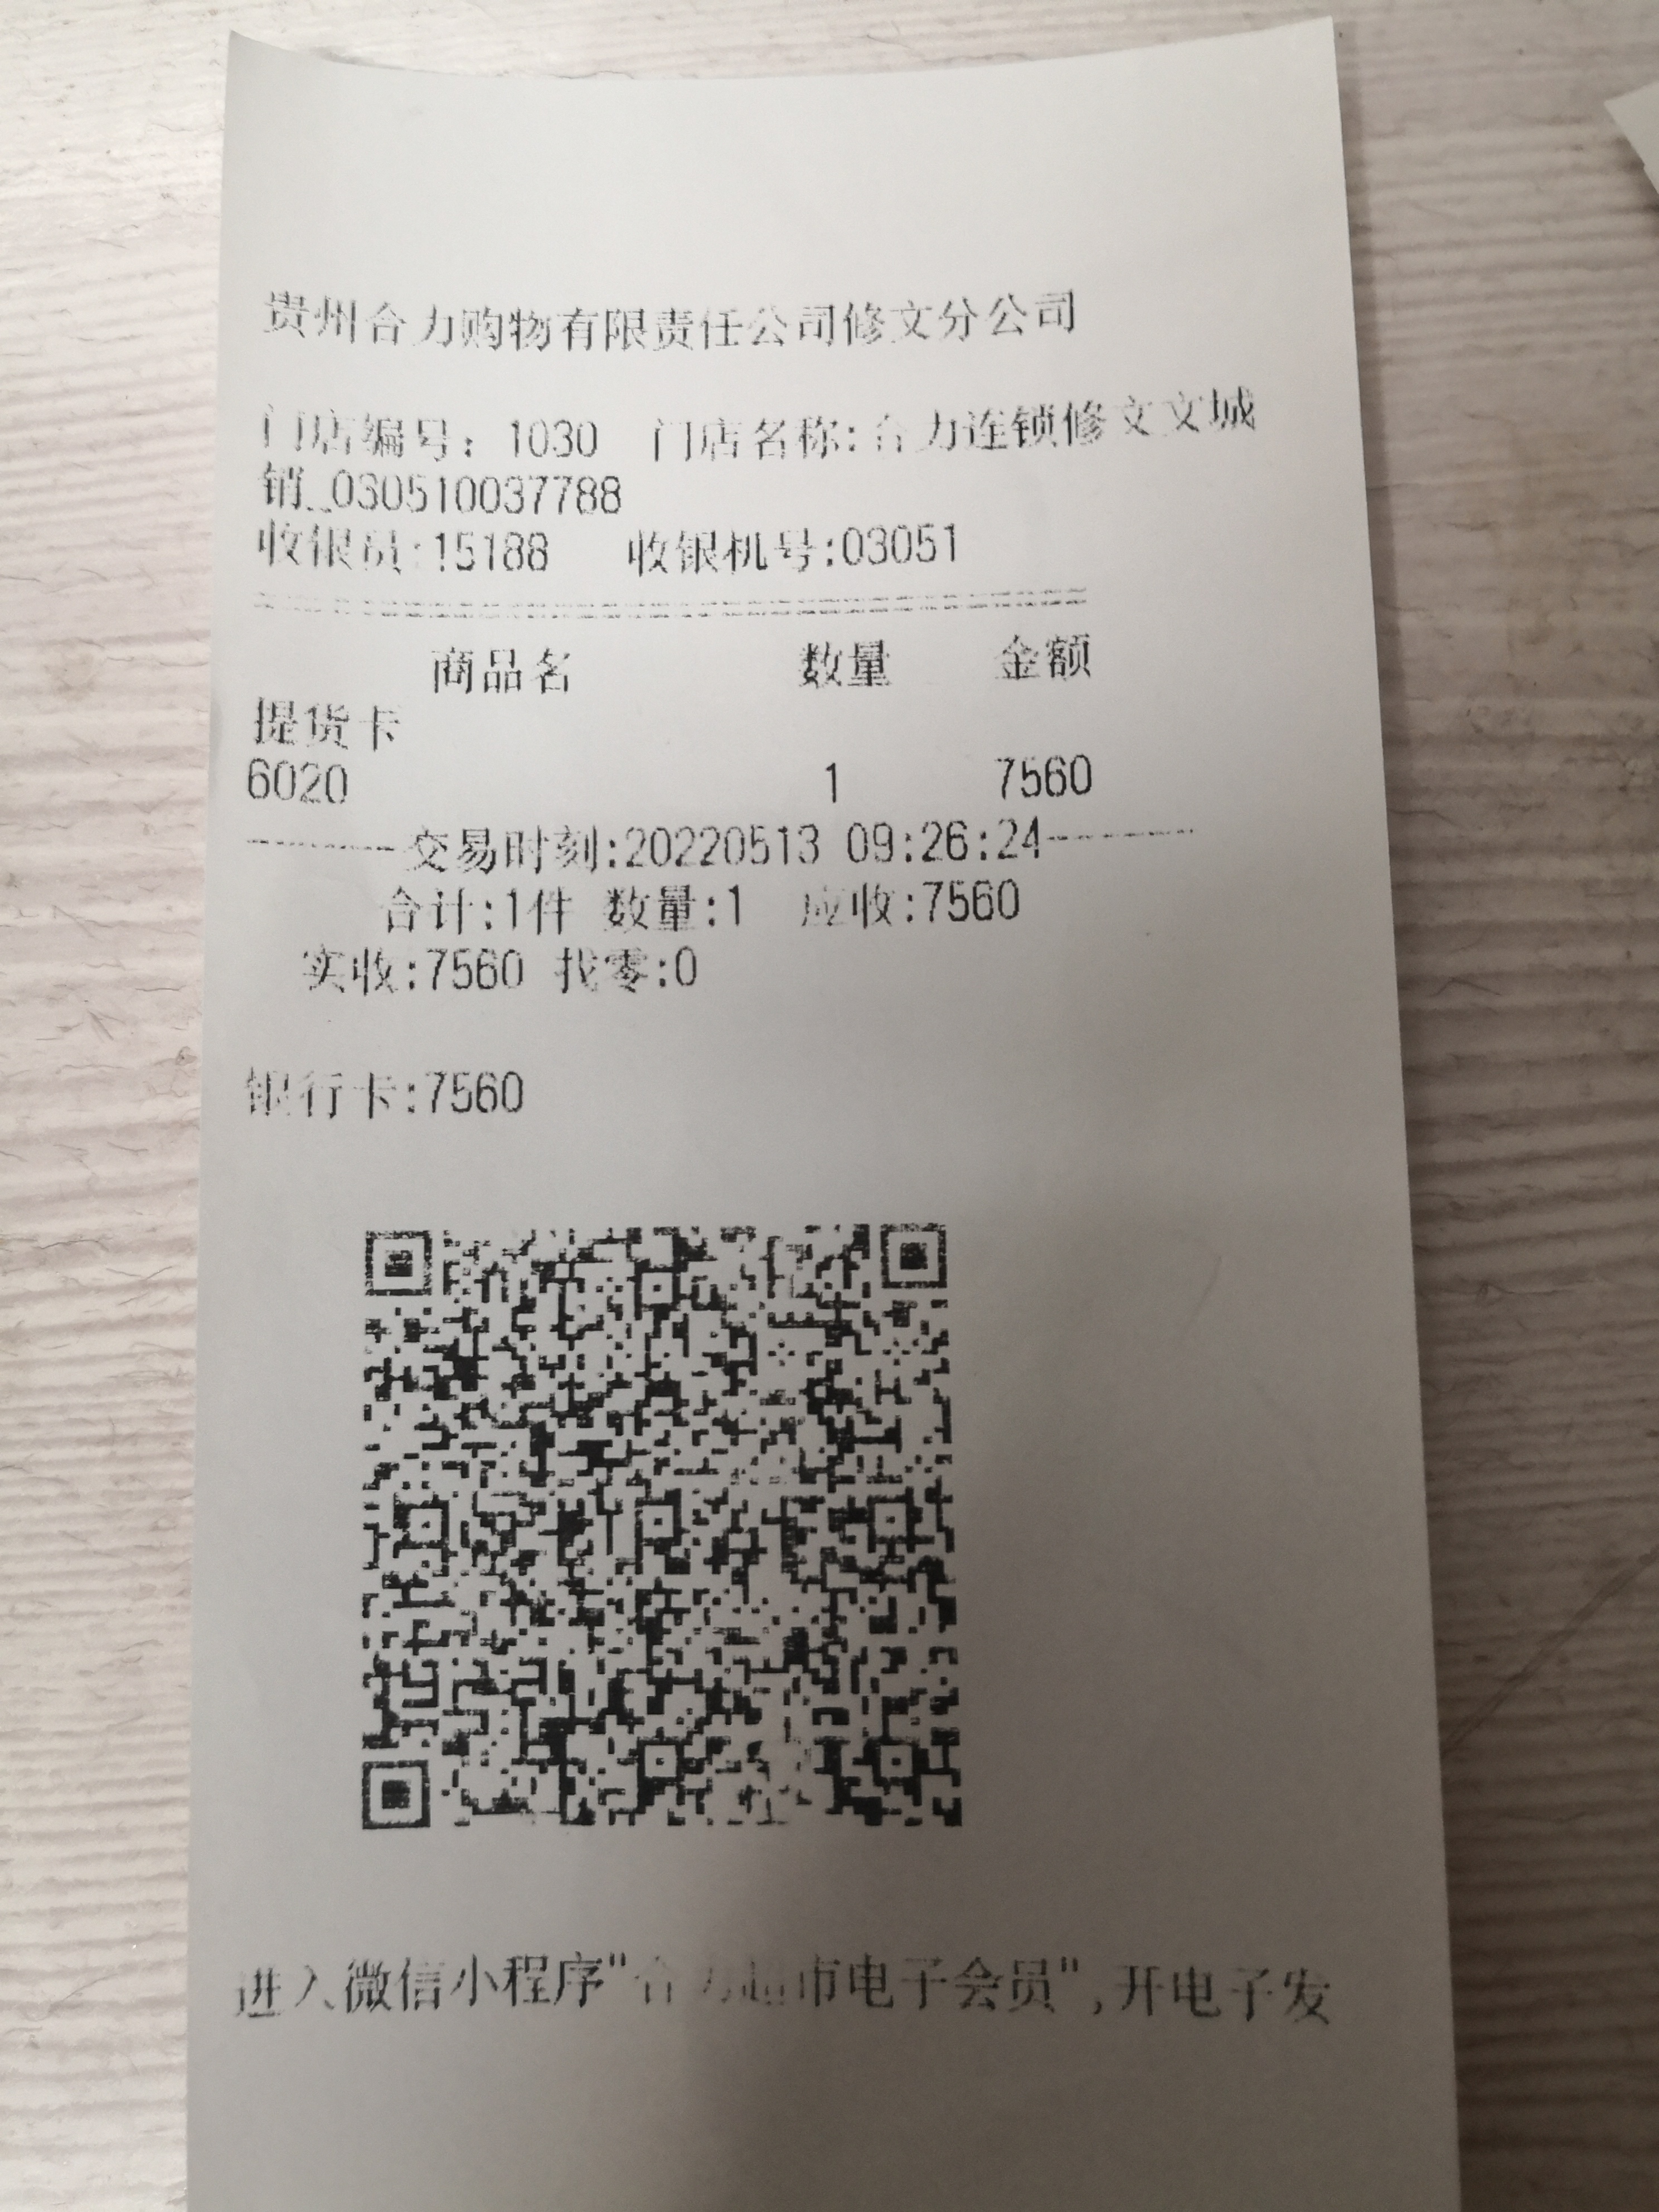 贵州合力购物有限责任公司修文分公司
门店编号：1030 门店名称:合力连锁修文文城
销_030510037788
收银员:15188 收银机号:03051
商品名 数量 金额
提货卡
6020 1 7560
交易时刻:20220513 09:26:24
合计:1件 数量:1 应收:7560
实收:7560 找零:0
银行卡:7560
进入微信小程序"合力超市电子会员",开电子发